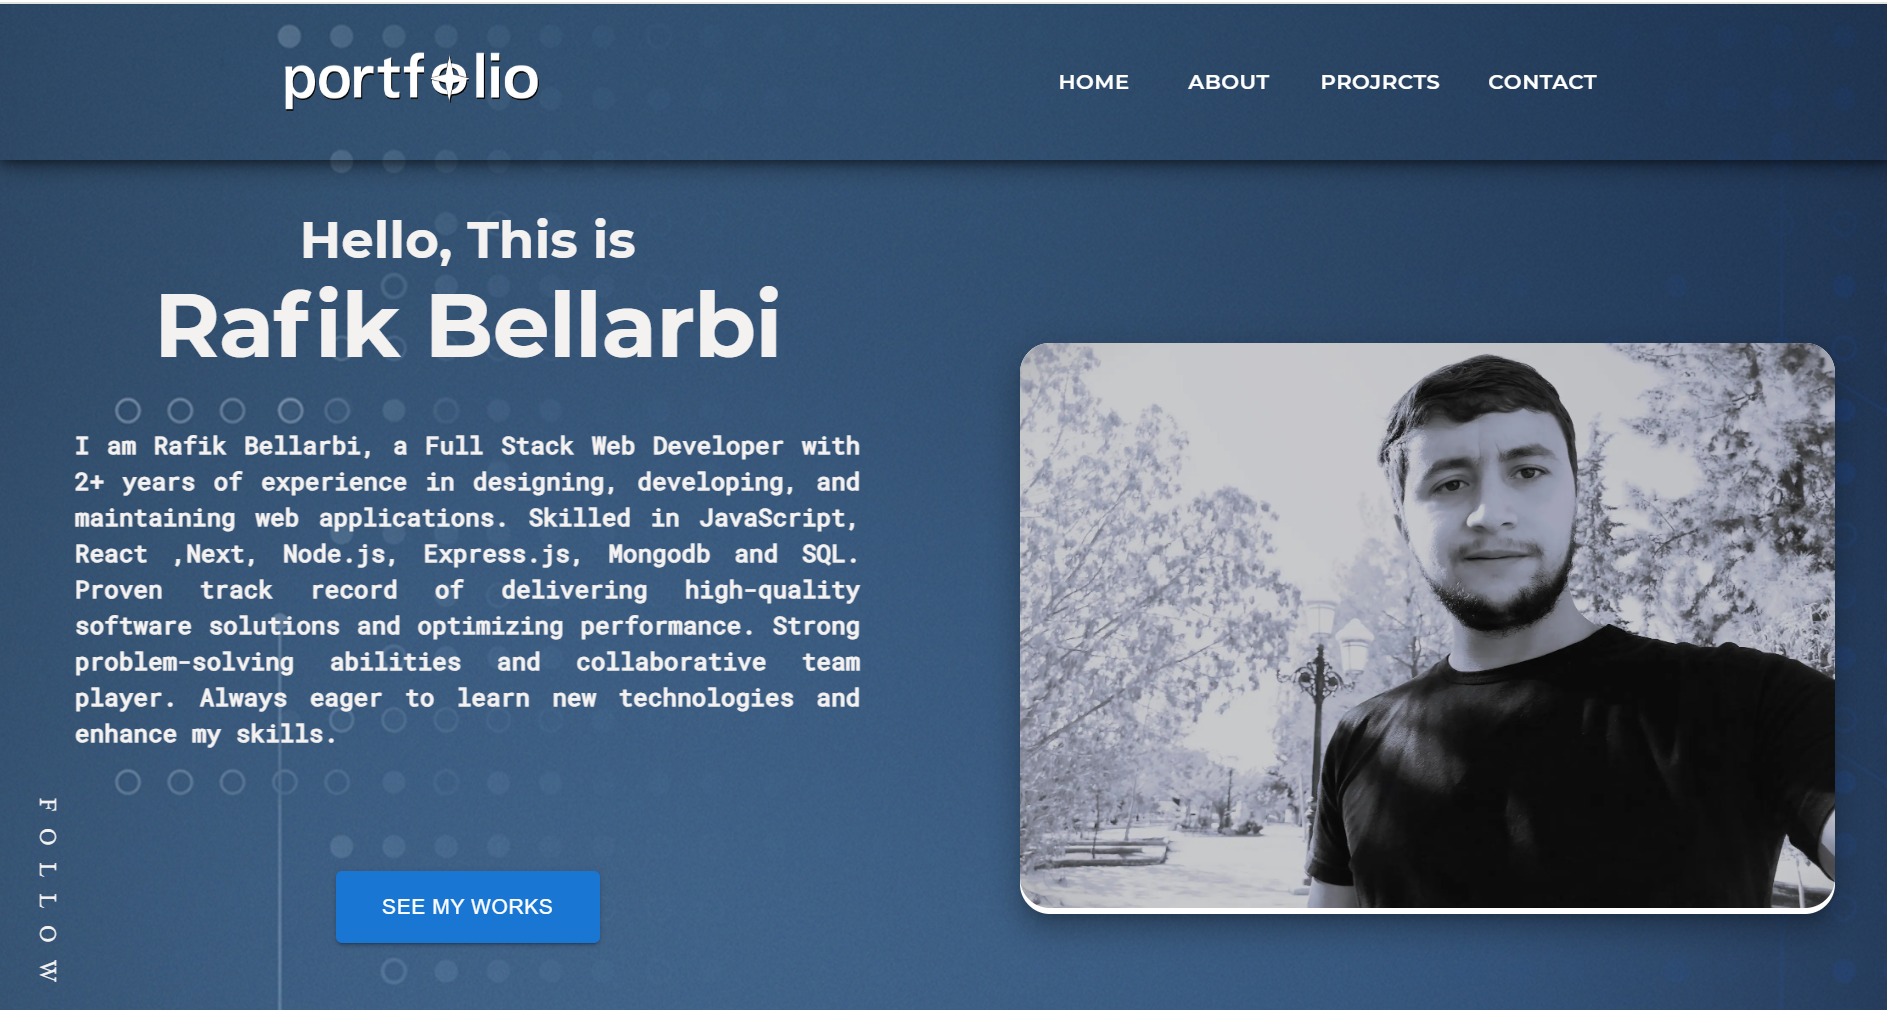 portfolio
HOME ABOUT PROJRCTS CONTACT
Hello, This is
Rafik Bellarbi
I am Rafik Bellarbi, a Full Stack Web Developer with
2+ years of experience in designing, developing, and
maintaining web applications. Skilled in JavaScript,
React ,Next, Node.js, Express.js, Mongodb and SQL.
Proven track record of delivering high-quality
software solutions and optimizing performance. Strong
problem-solving abilities and collaborative team
player. Always eager to learn new technologies and
enhance my skills.
FOLLOW
SEE MY WORKS